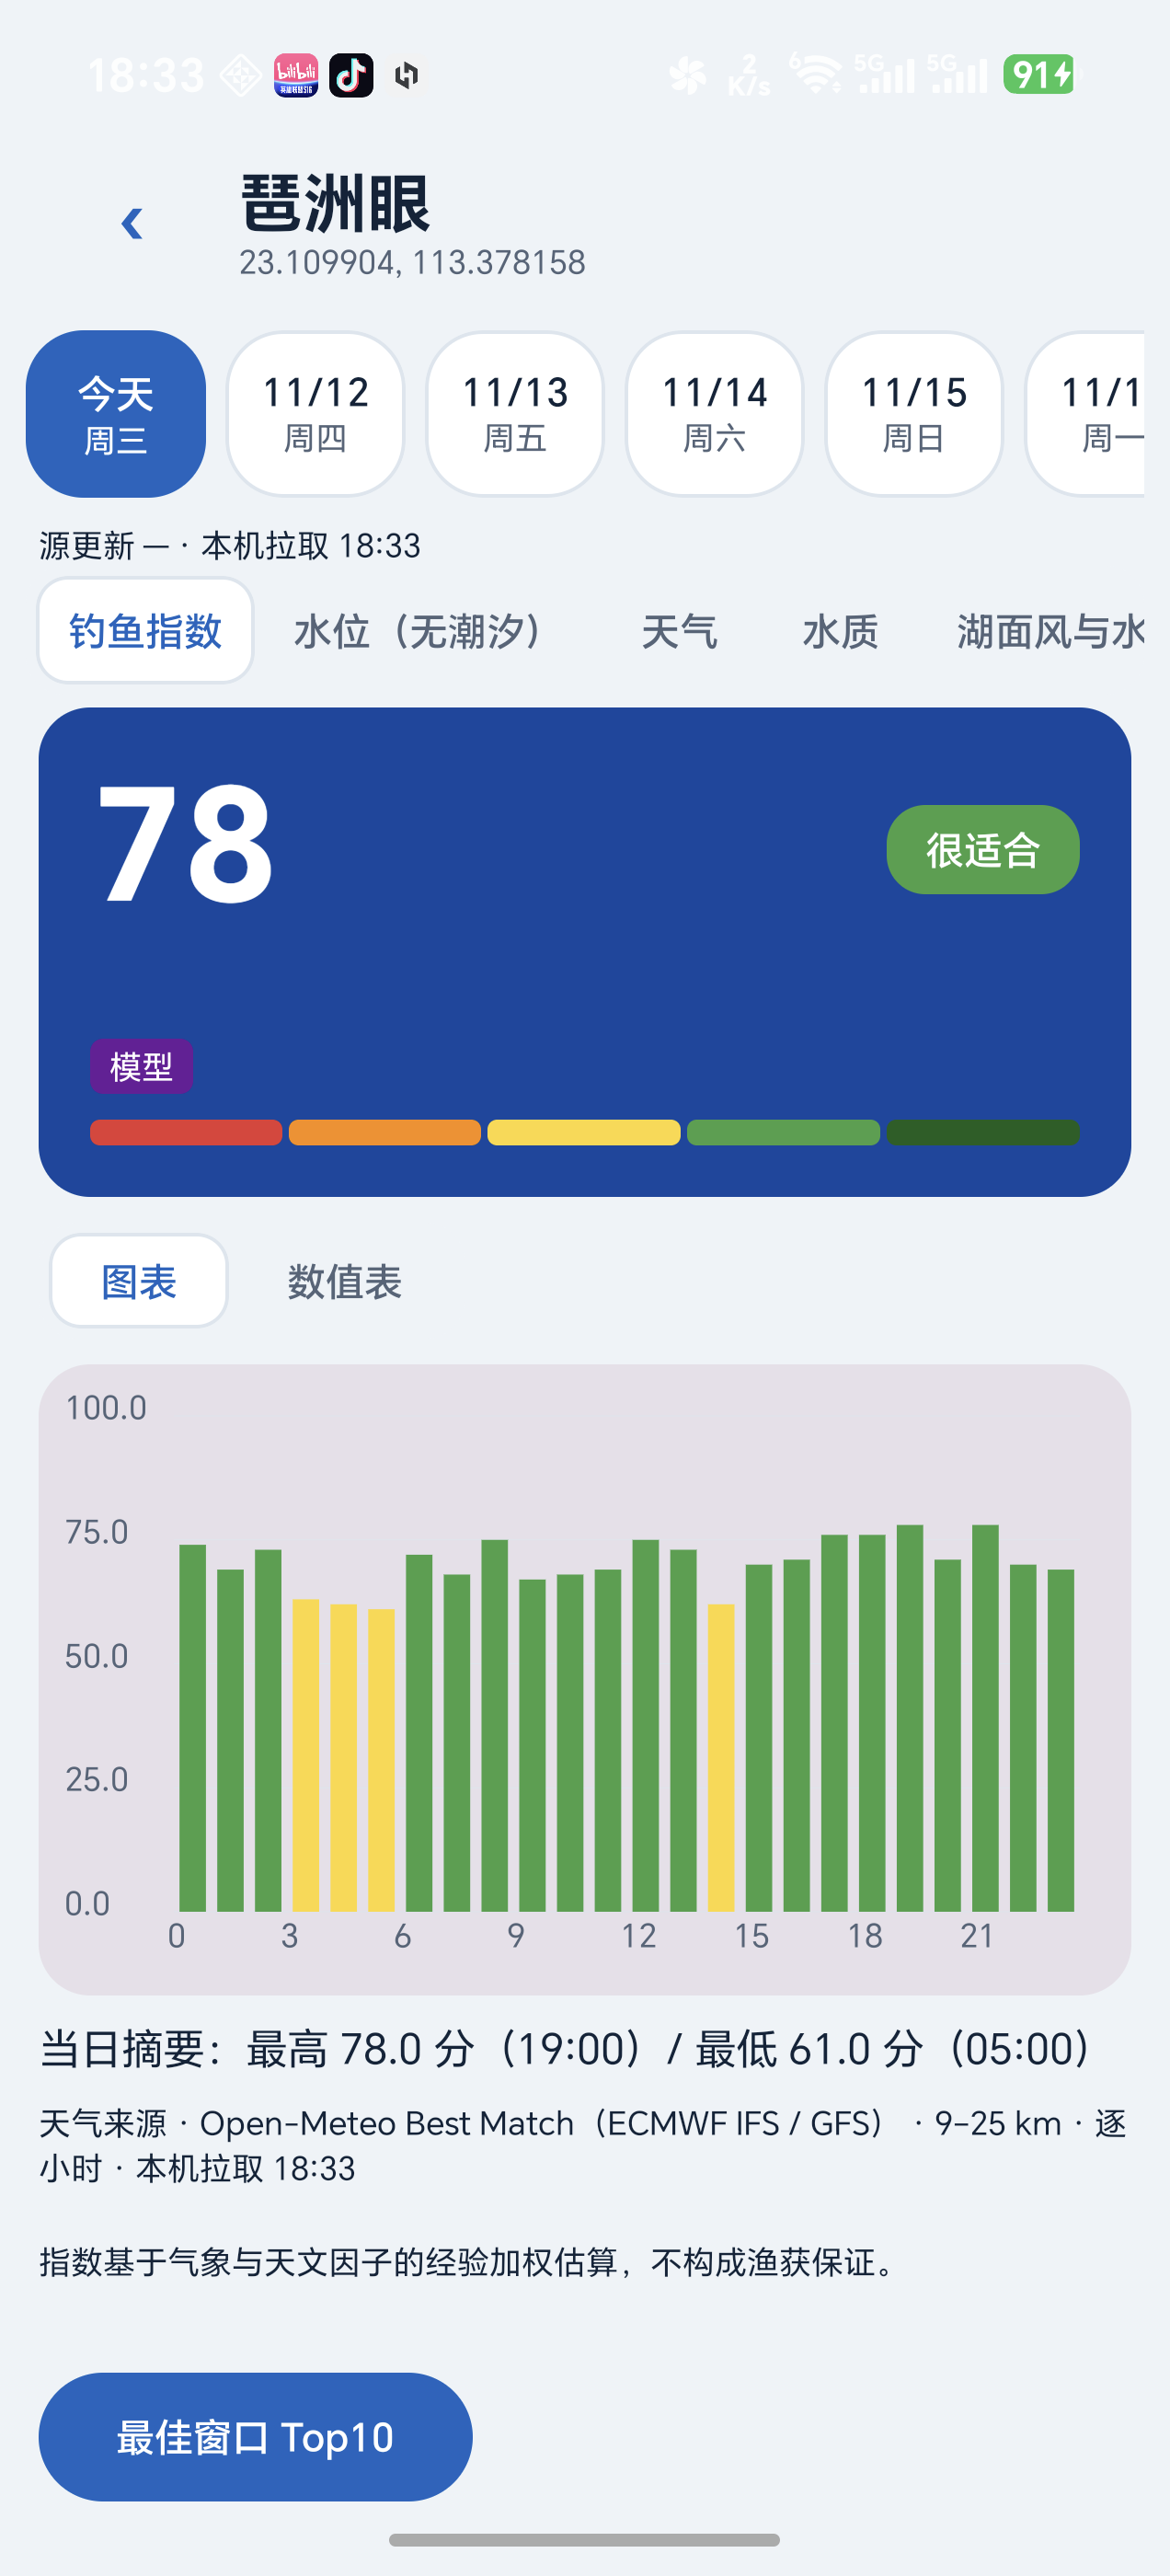 18:33
bilibili
2
K/s
6
5G
5G
91
琶洲眼
23.109904, 113.378158
今天
周三
11/12
周四
11/13
周五
11/14
周六
11/15
周日
11/1
周一
源更新 — · 本机拉取 18:33
钓鱼指数
水位（无潮汐）
天气
水质
湖面风与水
78
很适合
模型
图表
数值表
100.0
75.0
50.0
25.0
0.0
0 3 6 9 12 15 18 21
当日摘要：最高 78.0 分（19:00）/ 最低 61.0 分（05:00）
天气来源 · Open-Meteo Best Match（ECMWF IFS / GFS） · 9–25 km · 逐
小时 · 本机拉取 18:33
指数基于气象与天文因子的经验加权估算，不构成渔获保证。
最佳窗口 Top10